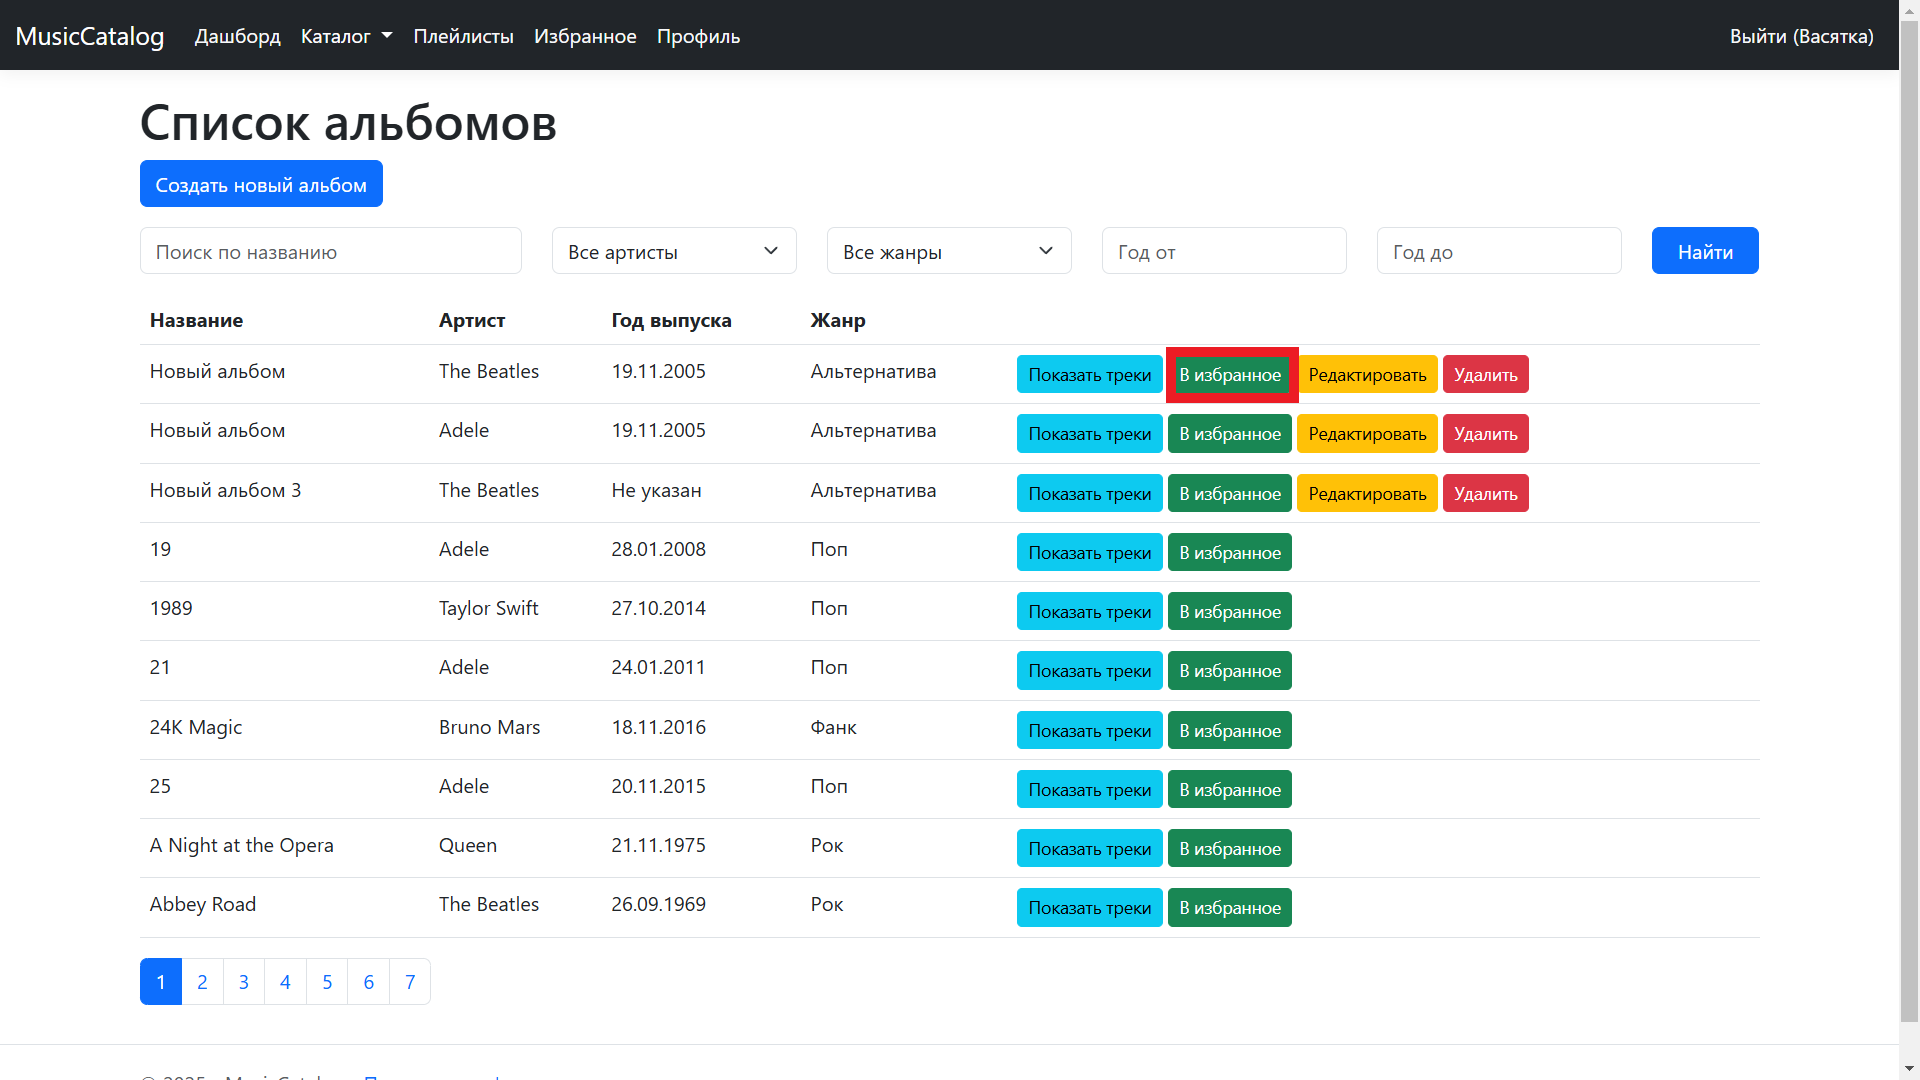 MusicCatalog Дашборд Каталог Плейлисты Избранное Профиль Выйти (Васятка)
Список альбомов
Создать новый альбом
Поиск по названию Все артисты Все жанры Год от Год до Найти
Название Артист Год выпуска Жанр
Новый альбом The Beatles 19.11.2005 Альтернатива Показать треки В избранное Редактировать Удалить
Новый альбом Adele 19.11.2005 Альтернатива Показать треки В избранное Редактировать Удалить
Новый альбом 3 The Beatles Не указан Альтернатива Показать треки В избранное Редактировать Удалить
19 Adele 28.01.2008 Поп Показать треки В избранное
1989 Taylor Swift 27.10.2014 Поп Показать треки В избранное
21 Adele 24.01.2011 Поп Показать треки В избранное
24K Magic Bruno Mars 18.11.2016 Фанк Показать треки В избранное
25 Adele 20.11.2015 Поп Показать треки В избранное
A Night at the Opera Queen 21.11.1975 Рок Показать треки В избранное
Abbey Road The Beatles 26.09.1969 Рок Показать треки В избранное
1 2 3 4 5 6 7
© 2025 - MusicCatalog